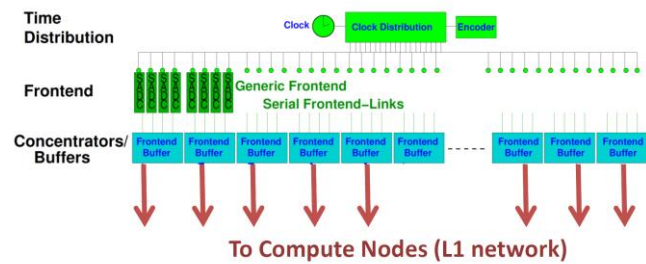 Time
Distribution
Clock
Clock Distribution
Encoder
Frontend
Generic Frontend
Serial Frontend-Links
Concentrators/
Buffers
Frontend
Buffer
Frontend
Buffer
Frontend
Buffer
Frontend
Buffer
Frontend
Buffer
Frontend
Buffer
Frontend
Buffer
Frontend
Buffer
Frontend
Buffer
To Compute Nodes (L1 network)